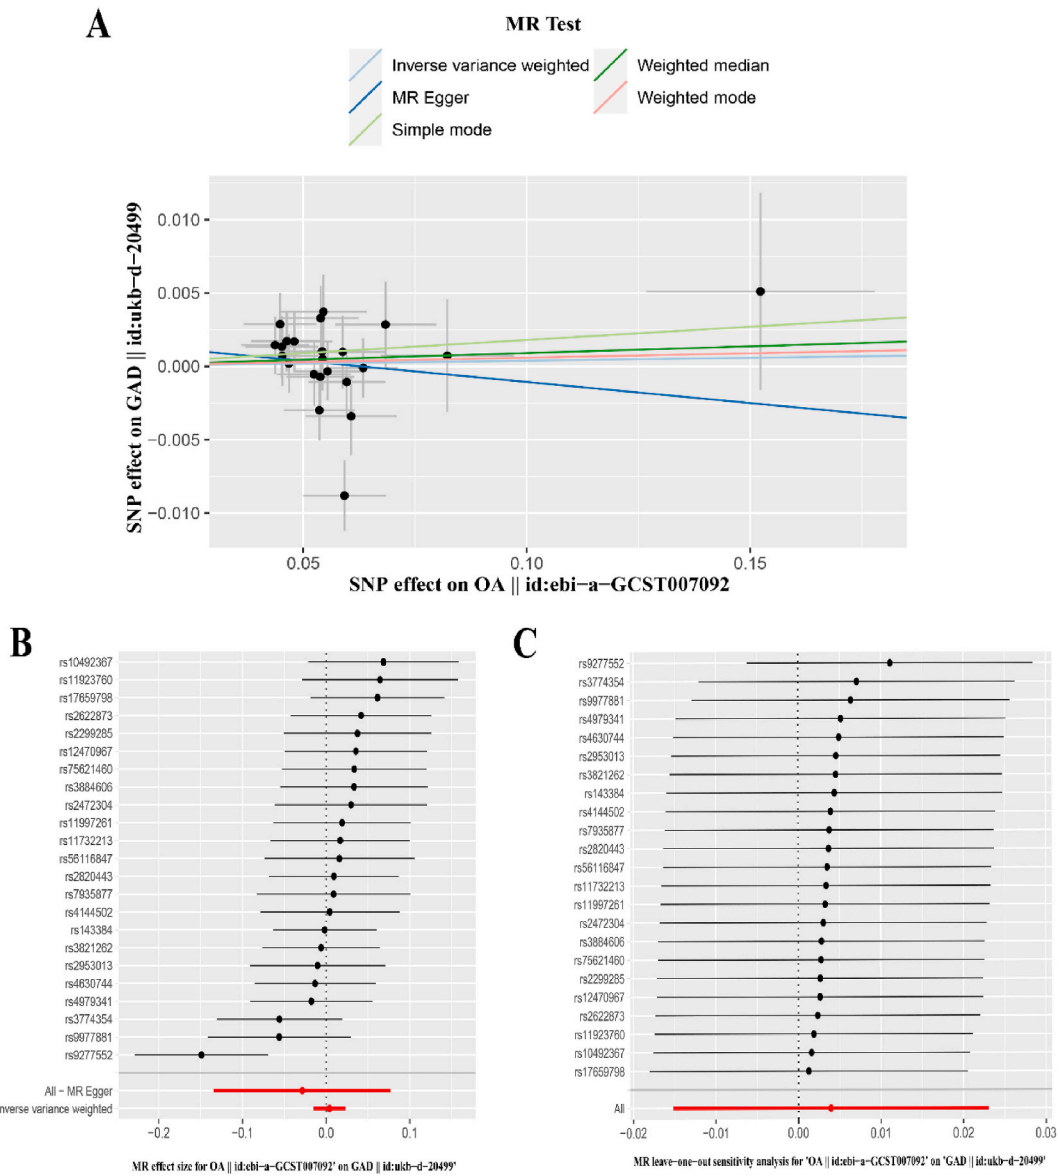 A
MR Test
Inverse variance weighted
Weighted median
MR Egger
Weighted mode
Simple mode
SNP effect on GAD || id:ukb−d−20499
0.010
0.005
0.000
−0.005
−0.010
0.05
0.10
0.15
SNP effect on OA || id:ebi−a−GCST007092
B
rs10492367
rs11923760
rs17659798
rs2622873
rs2299285
rs12470967
rs75621460
rs3884606
rs2472304
rs11997261
rs11732213
rs56116847
rs2820443
rs7935877
rs4144502
rs143384
rs3821262
rs2953013
rs4630744
rs4979341
rs3774354
rs9977881
rs9277552
All − MR Egger
nverse variance weighted
−0.2
−0.1
0.0
0.1
MR effect size for OA || id:ebi−a−GCST007092' on GAD || id:ukb−d−20499'
C
rs9277552
rs3774354
rs9977881
rs4979341
rs4630744
rs2953013
rs3821262
rs143384
rs4144502
rs7935877
rs2820443
rs56116847
rs11732213
rs11997261
rs2472304
rs3884606
rs75621460
rs2299285
rs12470967
rs2622873
rs11923760
rs10492367
rs17659798
All
−0.02
−0.01
0.00
0.01
0.02
0.03
MR leave−one−out sensitivity analysis for 'OA || id:ebi−a−GCST007092' on 'GAD || id:ukb−d−20499'